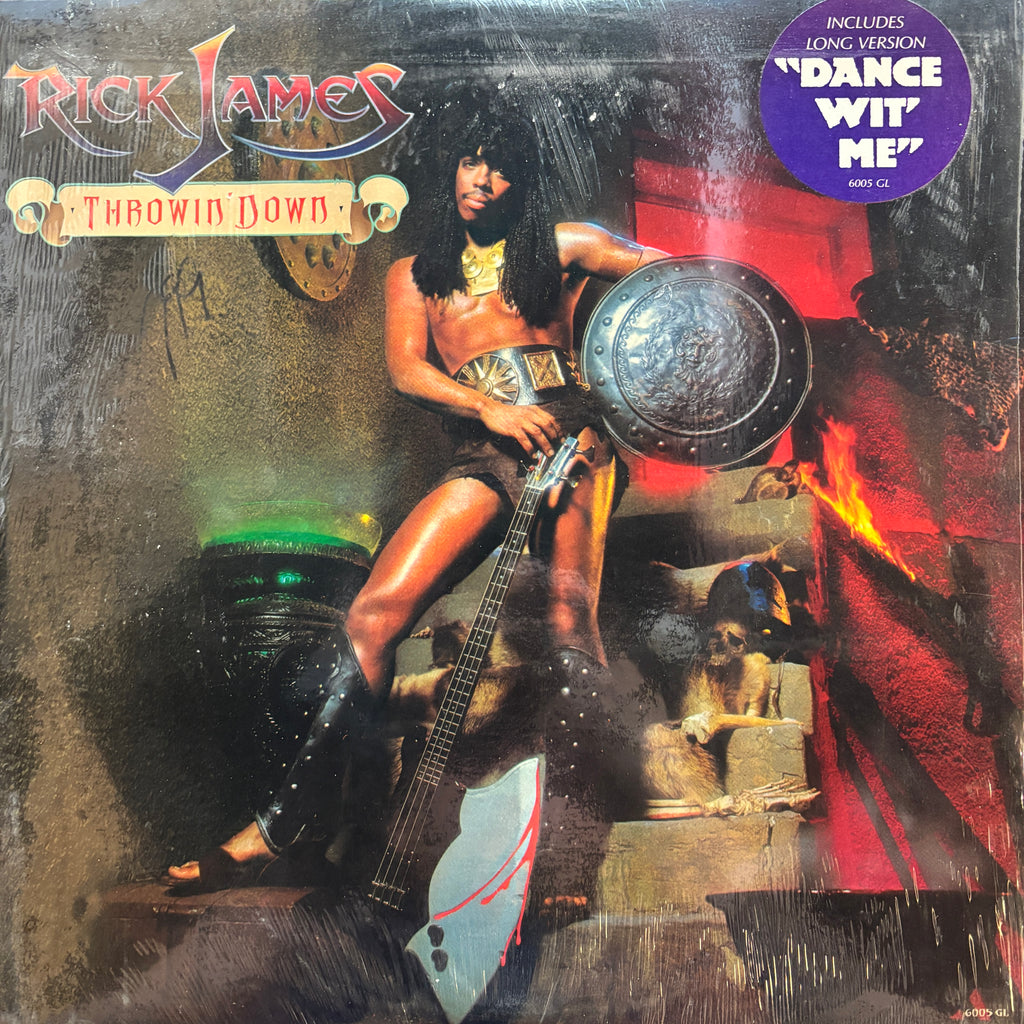 RICK JAMES
THROWIN' DOWN
INCLUDES
LONG VERSION
"DANCE
WIT'
ME"
6005 GL
6005 GL